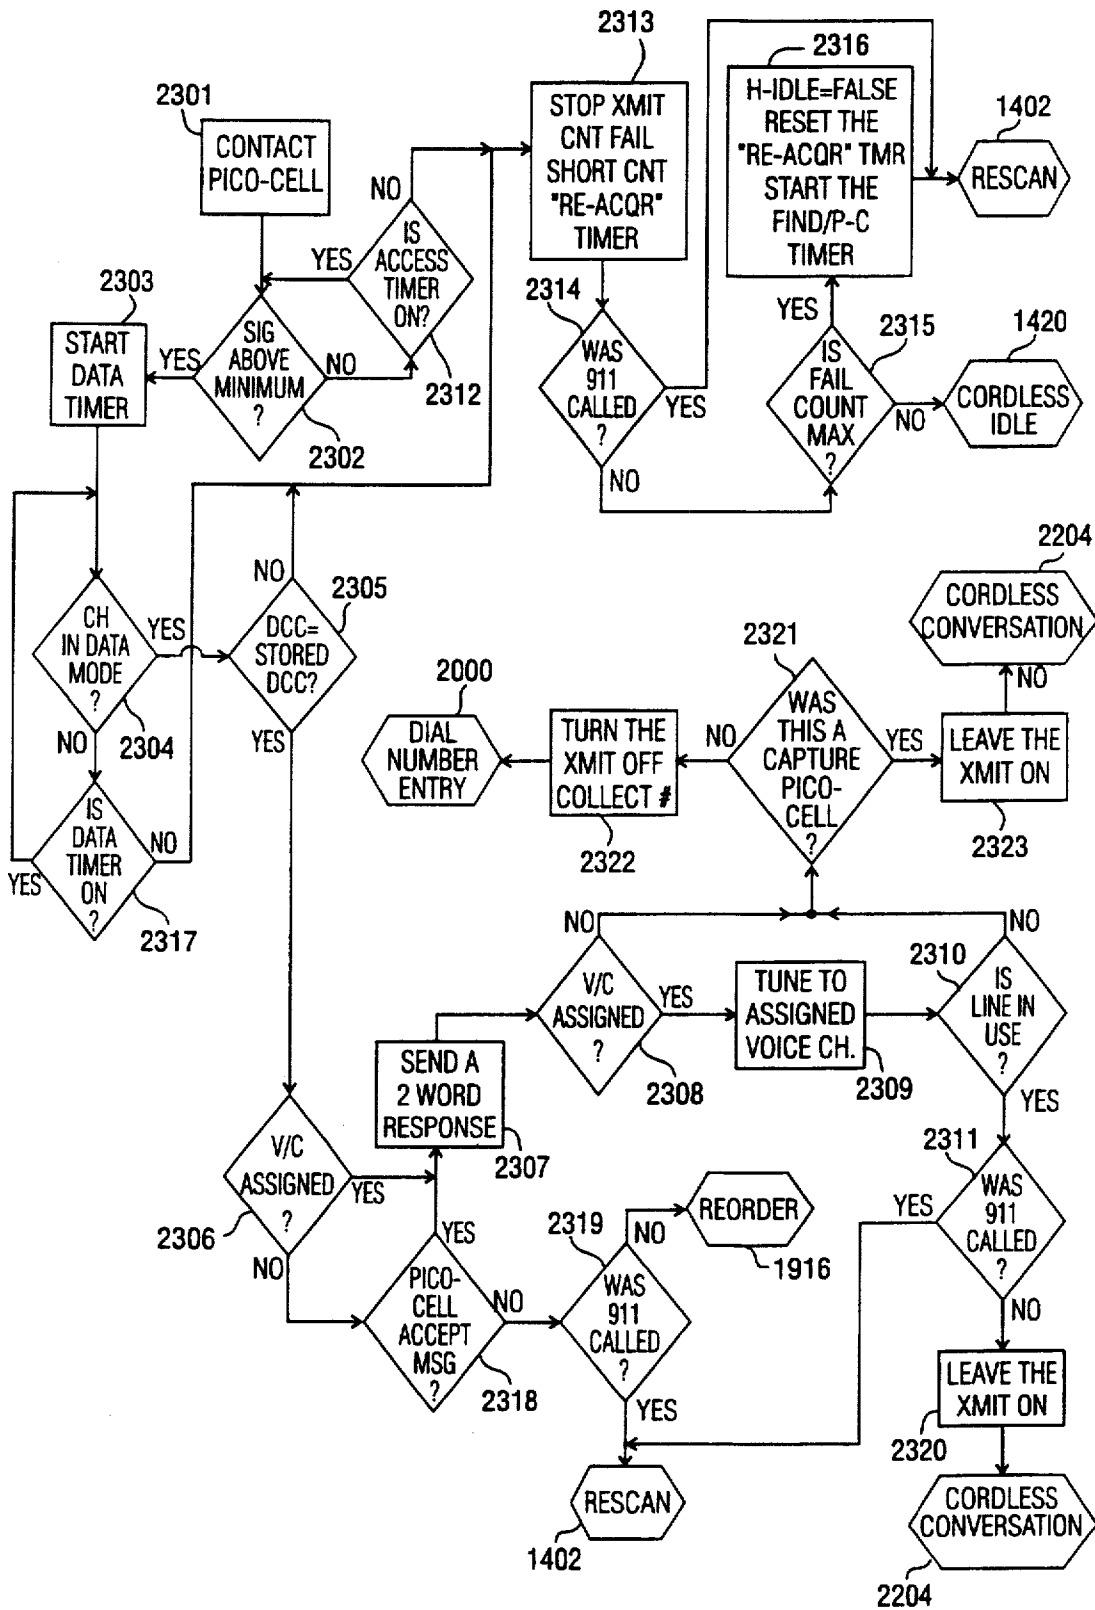 2313
2316
2301
1402
STOP XMIT
CNT FAIL
SHORT CNT
"RE-ACQR"
TIMER
H-IDLE=FALSE
RESET THE
"RE-ACQR" TMR
START THE
FIND/P-C
TIMER
CONTACT
PICO-CELL
RESCAN
NO
IS
ACCESS
TIMER
ON?
YES
2312
2303
START
DATA
TIMER
YES
SIG
ABOVE
MINIMUM
?
NO
2302
2314
WAS
911
CALLED
?
YES
NO
YES
2315
IS
FAIL
COUNT
MAX
?
NO
1420
CORDLESS
IDLE
CH
IN DATA
MODE
?
YES
2304
NO
NO
2305
DCC=
STORED
DCC?
YES
IS
DATA
TIMER
ON
?
NO
YES
2317
2204
CORDLESS
CONVERSATION
NO
2321
WAS
THIS A
CAPTURE
PICO-
CELL
?
NO
YES
2000
DIAL
NUMBER
ENTRY
TURN THE
XMIT OFF
COLLECT #
2322
LEAVE THE
XMIT ON
2323
NO
NO
V/C
ASSIGNED
?
YES
2308
TUNE TO
ASSIGNED
VOICE CH.
2309
2310
IS
LINE IN
USE
?
YES
SEND A
2 WORD
RESPONSE
2307
V/C
ASSIGNED
?
YES
2306
NO
YES
PICO-
CELL
ACCEPT
MSG
?
NO
2318
2319
WAS
911
CALLED
?
NO
YES
REORDER
1916
2311
YES
WAS
911
CALLED
?
NO
LEAVE THE
XMIT ON
2320
RESCAN
1402
CORDLESS
CONVERSATION
2204